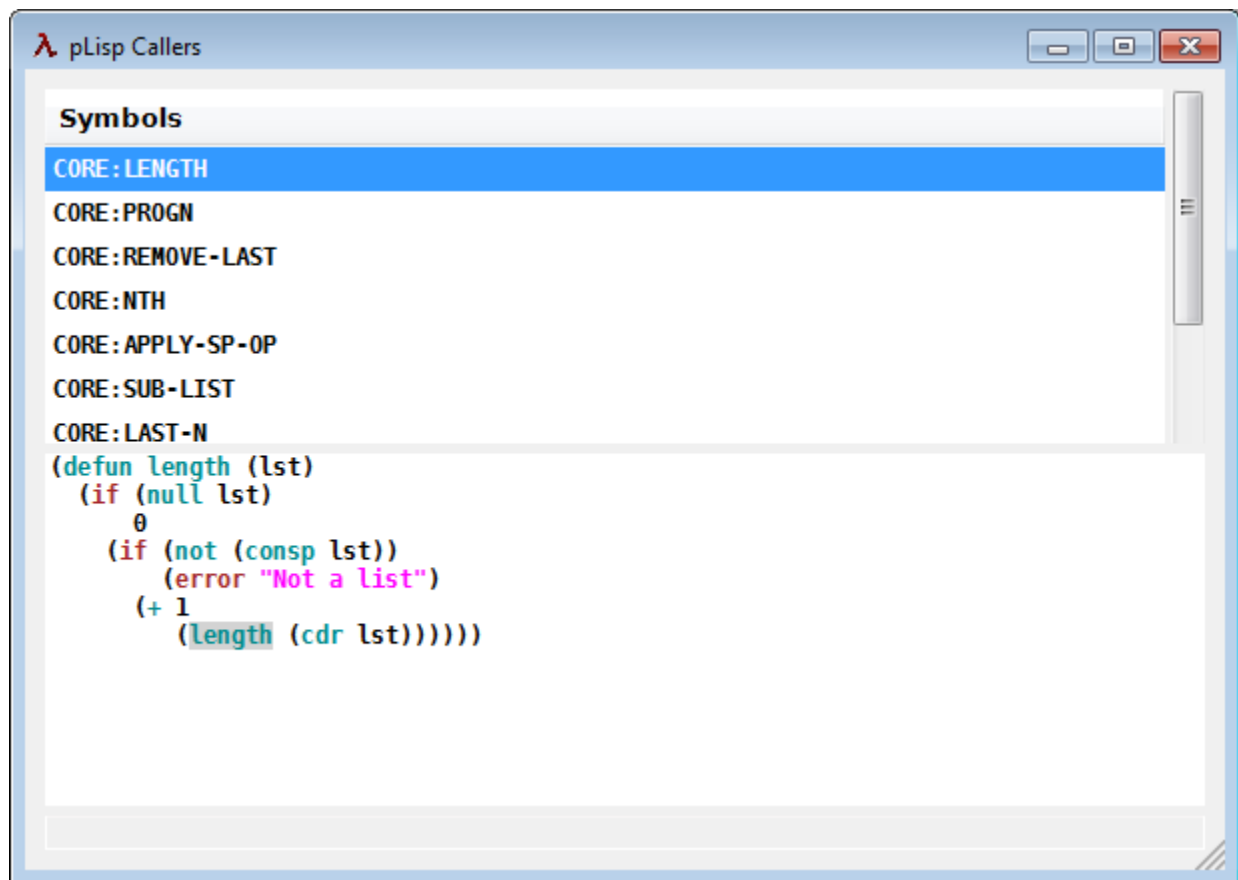 λ pLisp Callers
Symbols
CORE:LENGTH
CORE:PROGN
CORE:REMOVE-LAST
CORE:NTH
CORE:APPLY-SP-OP
CORE:SUB-LIST
CORE:LAST-N
(defun length (lst)
  (if (null lst)
      0
    (if (not (consp lst))
        (error "Not a list")
      (+ 1
         (length (cdr lst))))))